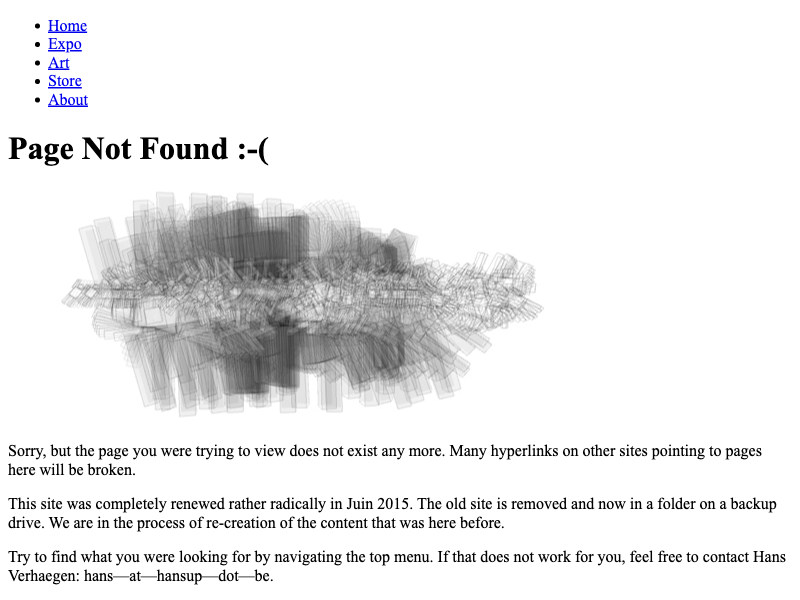 Home
Expo
Art
Store
About
Page Not Found :-(
Sorry, but the page you were trying to view does not exist any more. Many hyperlinks on other sites pointing to pages
here will be broken.
This site was completely renewed rather radically in Juin 2015. The old site is removed and now in a folder on a backup
drive. We are in the process of re-creation of the content that was here before.
Try to find what you were looking for by navigating the top menu. If that does not work for you, feel free to contact Hans
Verhaegen: hans—at—hansup—dot—be.